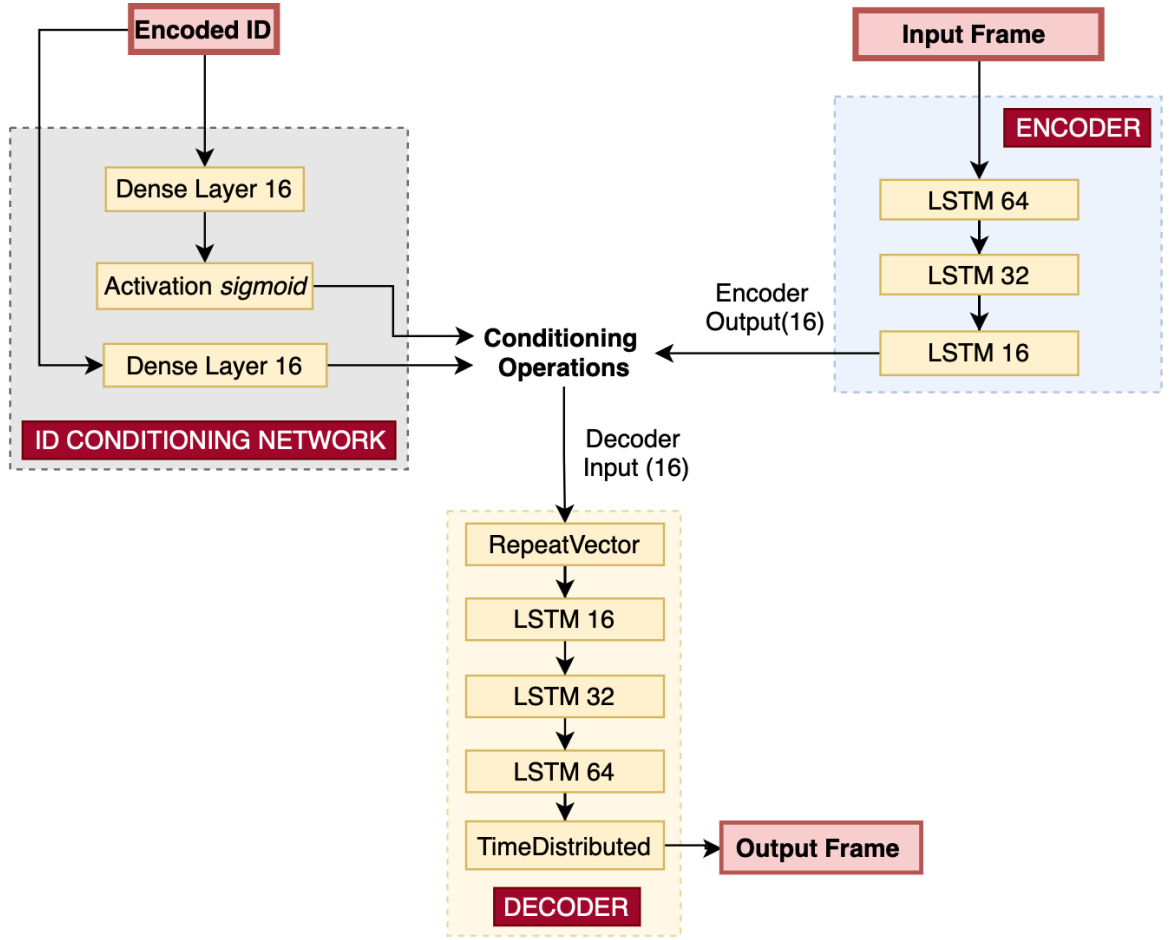 Encoded ID
Input Frame
ENCODER
Dense Layer 16
LSTM 64
Activation sigmoid
LSTM 32
Encoder
Output(16)
Conditioning
Operations
Dense Layer 16
LSTM 16
ID CONDITIONING NETWORK
Decoder
Input (16)
RepeatVector
LSTM 16
LSTM 32
LSTM 64
TimeDistributed
Output Frame
DECODER